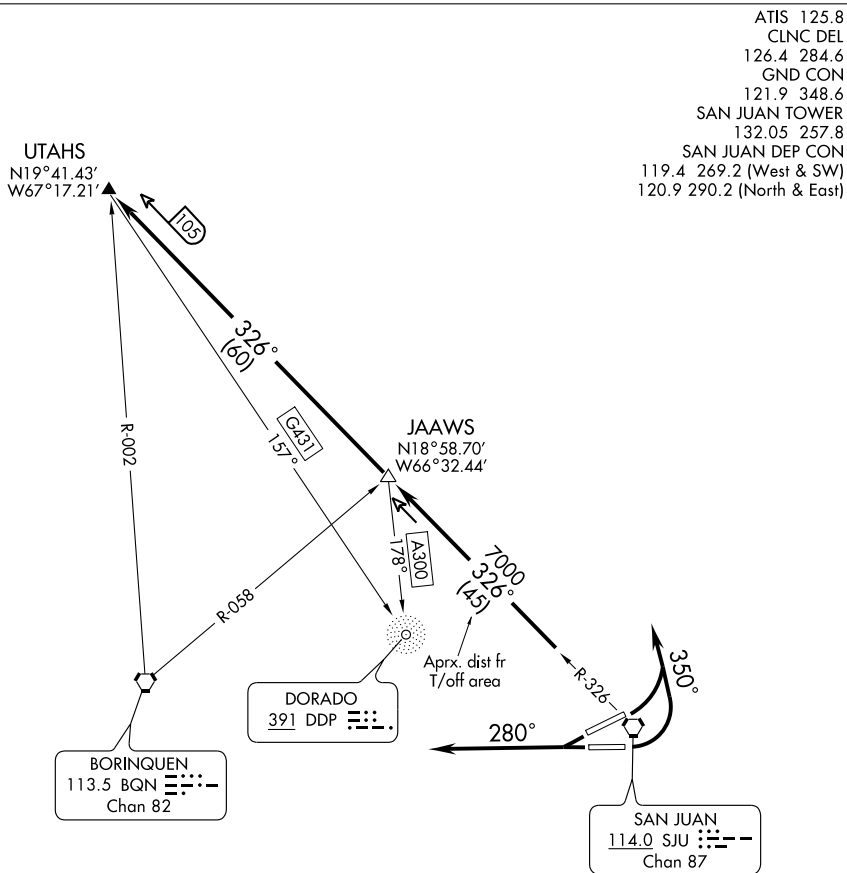 ATIS 125.8
CLNC DEL
126.4 284.6
GND CON
121.9 348.6
SAN JUAN TOWER
132.05 257.8
SAN JUAN DEP CON
119.4 269.2 (West & SW)
120.9 290.2 (North & East)
UTAHS
N19°41.43'
W67°17.21'
105
326°
(60)
G431
157°
R-002
JAAWS
N18°58.70'
W66°32.44'
A300
178°
7000
326°
(45)
R-058
Aprx. dist fr
T/off area
R-326
350°
280°
DORADO
391 DDP
BORINQUEN
113.5 BQN
Chan 82
SAN JUAN
114.0 SJU
Chan 87